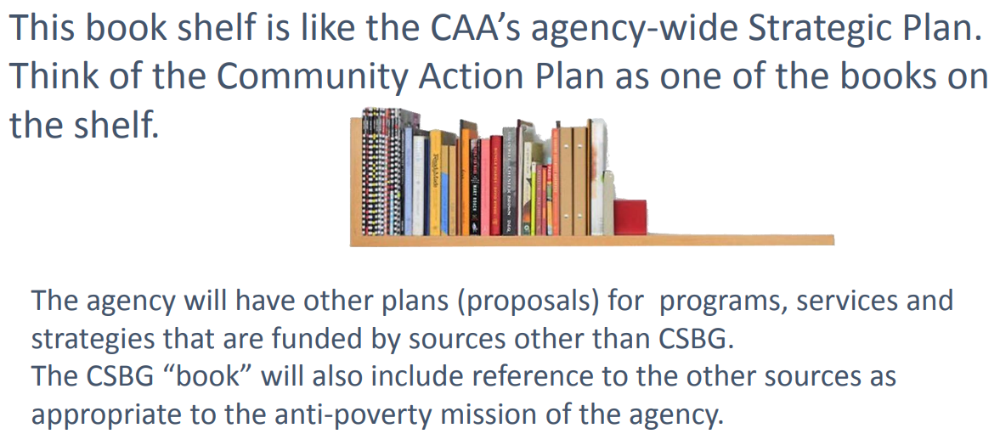 This book shelf is like the CAA’s agency-wide Strategic Plan.
Think of the Community Action Plan as one of the books on
the shelf.
The agency will have other plans (proposals) for  programs, services and
strategies that are funded by sources other than CSBG.
The CSBG “book” will also include reference to the other sources as
appropriate to the anti-poverty mission of the agency.